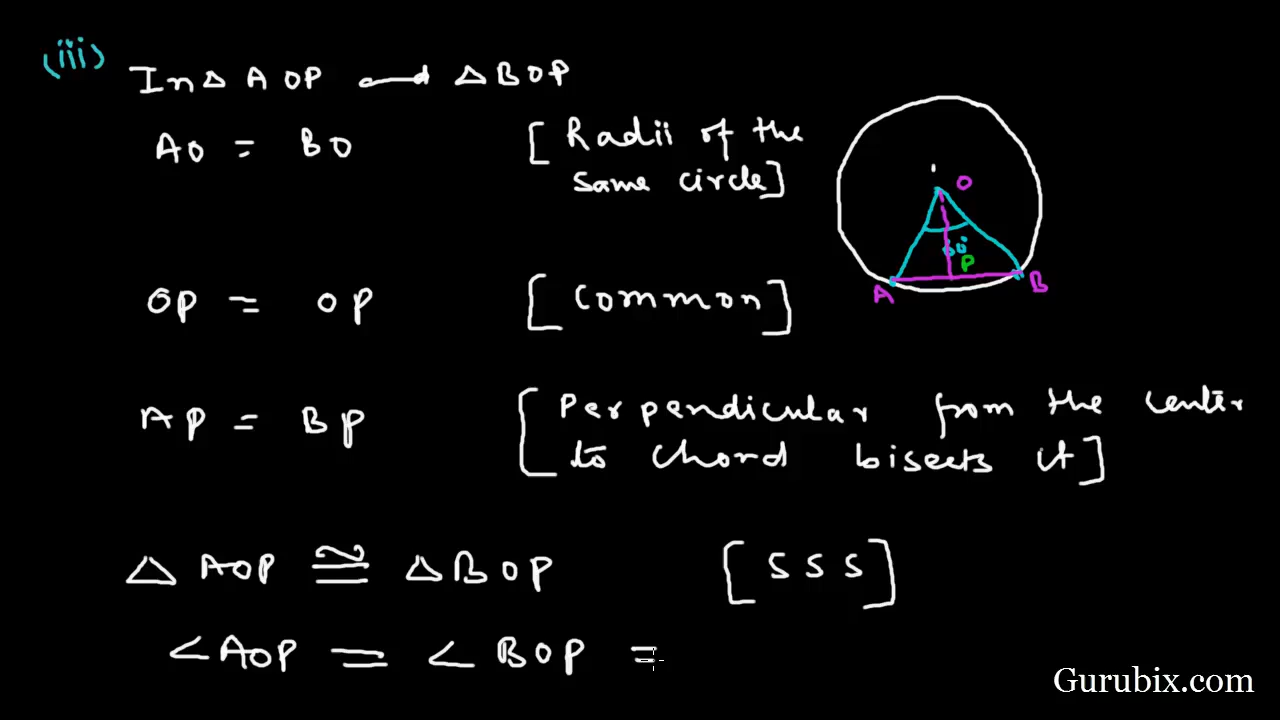 (iii)
In △ AOP and △BOP
AO = BO [Radii of the
same circle]
O
60°
P
A
B
OP = OP [Common]
AP = BP [Perpendicular from the center
to chord bisects it]
△ AOP ≅ △BOP [SSS]
∠AOP = ∠BOP =
Gurubix.com